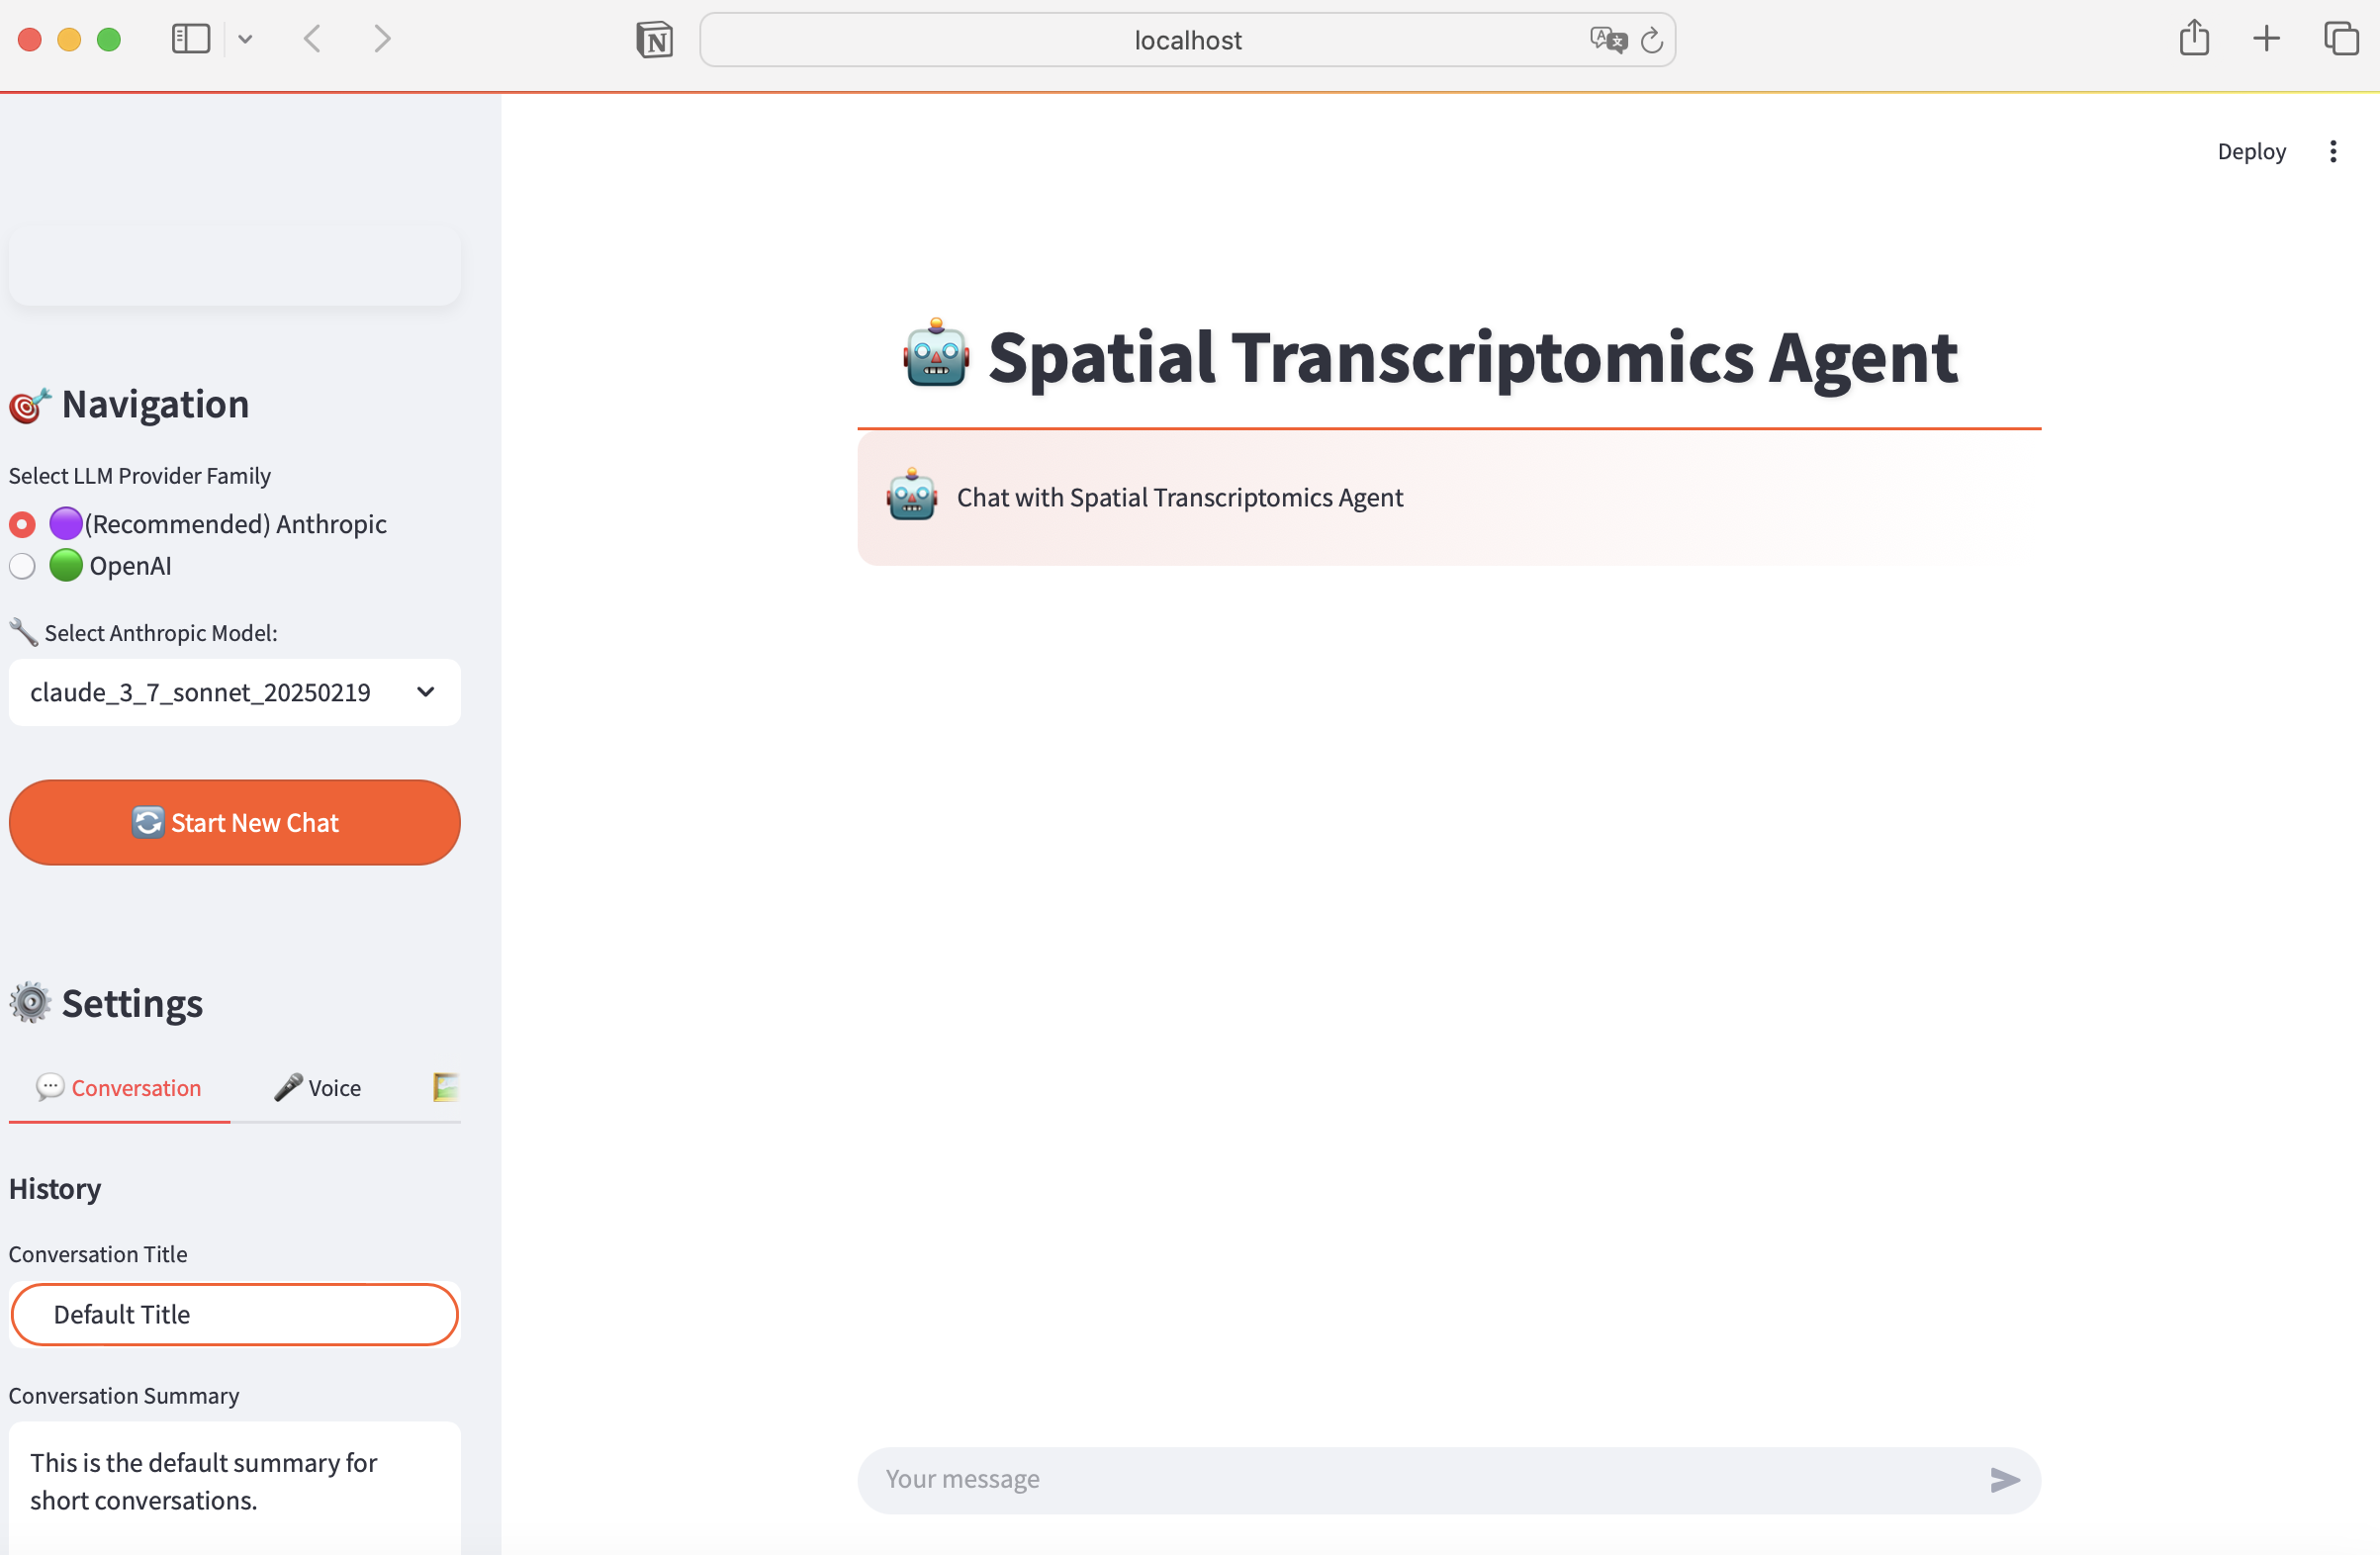 localhost
Deploy
Navigation
Select LLM Provider Family
(Recommended) Anthropic
OpenAI
Select Anthropic Model:
claude_3_7_sonnet_20250219
Start New Chat
Settings
Conversation
Voice
History
Conversation Title
Default Title
Conversation Summary
This is the default summary for
short conversations.
Spatial Transcriptomics Agent
Chat with Spatial Transcriptomics Agent
Your message